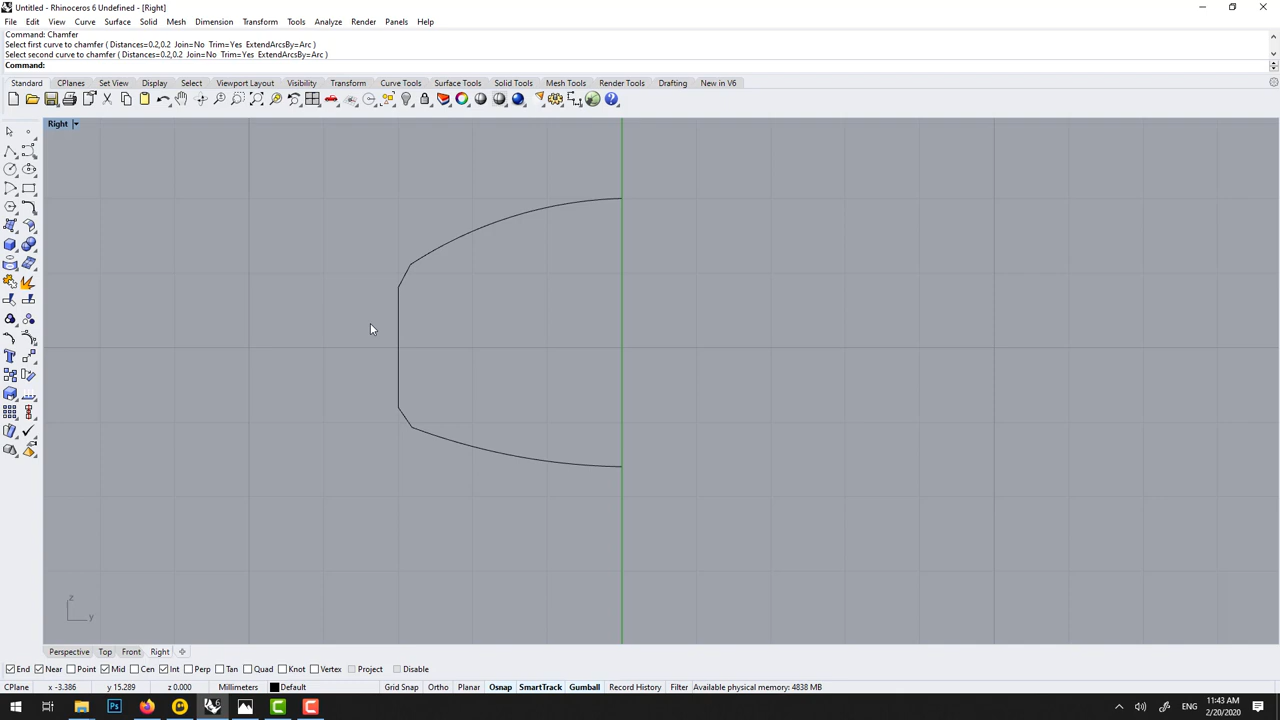 Untitled - Rhinoceros 6 Undefined - [Right]
File Edit View Curve Surface Solid Mesh Dimension Transform Tools Analyze Render Panels Help
Command: Chamfer
Select first curve to chamfer ( Distances=0.2,0.2 Join=No Trim=Yes ExtendArcsBy=Arc )
Select second curve to chamfer ( Distances=0.2,0.2 Join=No Trim=Yes ExtendArcsBy=Arc )
Command:
Standard CPlanes Set View Display Select Viewport Layout Visibility Transform Curve Tools Surface Tools Solid Tools Mesh Tools Render Tools Drafting New in V6
Right
z
y
Perspective Top Front Right
End Near Point Mid Cen Int Perp Tan Quad Knot Vertex Project Disable
CPlane x -3.386 y 15.289 z 0.000 Millimeters Default Grid Snap Ortho Planar Osnap SmartTrack Gumball Record History Filter Available physical memory: 4838 MB
Ps
ENG
11:43 AM
2/20/2020